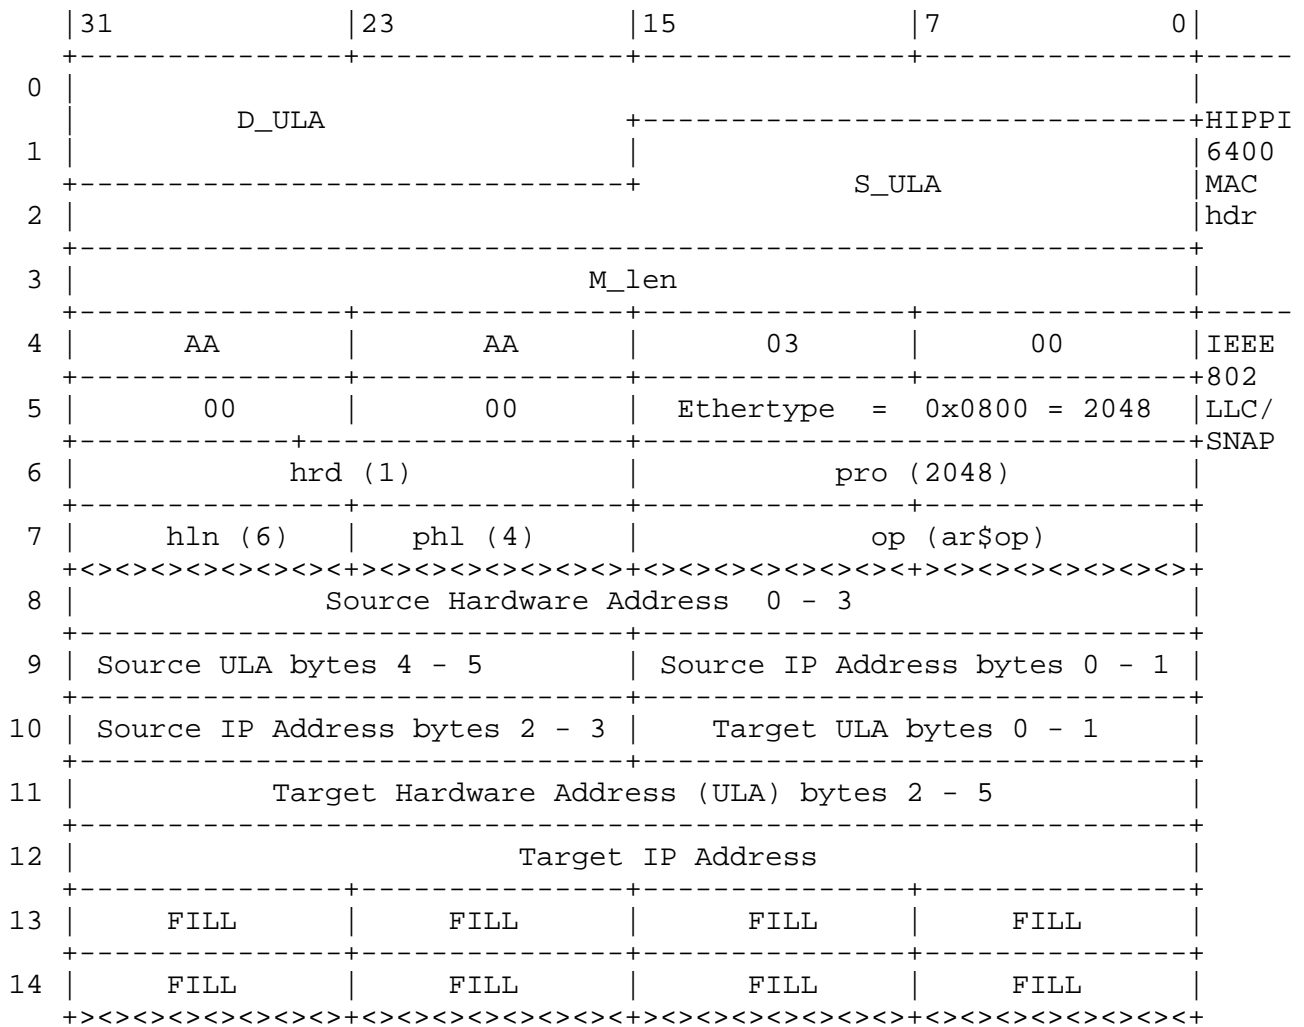 |31 |23 |15 |7 0|
0
D_ULA HIPPI
1 6400
S_ULA MAC
2 hdr
3 M_len
4 AA AA 03 00 IEEE
802
5 00 00 Ethertype = 0x0800 = 2048 LLC/
SNAP
6 hrd (1) pro (2048)
7 hln (6) phl (4) op (ar$op)
+<><><><><><><><+><><><><><><><>+<><><><><><><><+><><><><><><><>+
8 Source Hardware Address 0 - 3
9 Source ULA bytes 4 - 5 Source IP Address bytes 0 - 1
10 Source IP Address bytes 2 - 3 Target ULA bytes 0 - 1
11 Target Hardware Address (ULA) bytes 2 - 5
12 Target IP Address
13 FILL FILL FILL FILL
14 FILL FILL FILL FILL
+><><><><><><><>+<><><><><><><><+><><><><><><><>+<><><><><><><><+